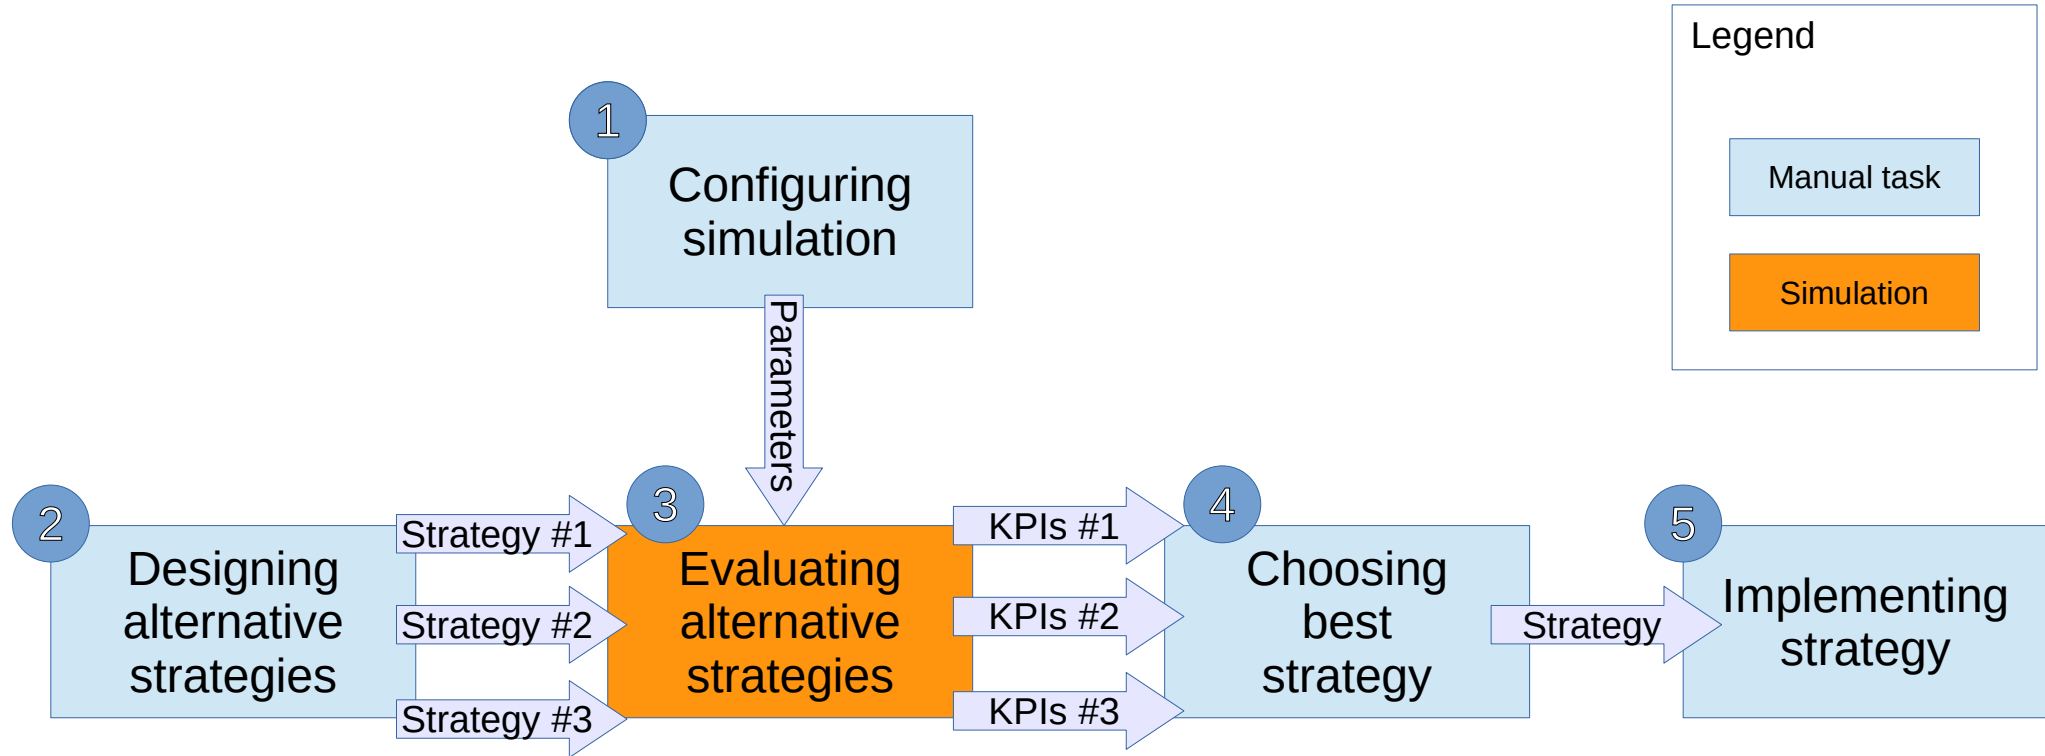 Legend
Manual task
Simulation
1
Configuring
simulation
Parameters
2
Designing
alternative
strategies
Strategy #1
Strategy #2
Strategy #3
3
Evaluating
alternative
strategies
KPIs #1
KPIs #2
KPIs #3
4
Choosing
best
strategy
Strategy
5
Implementing
strategy